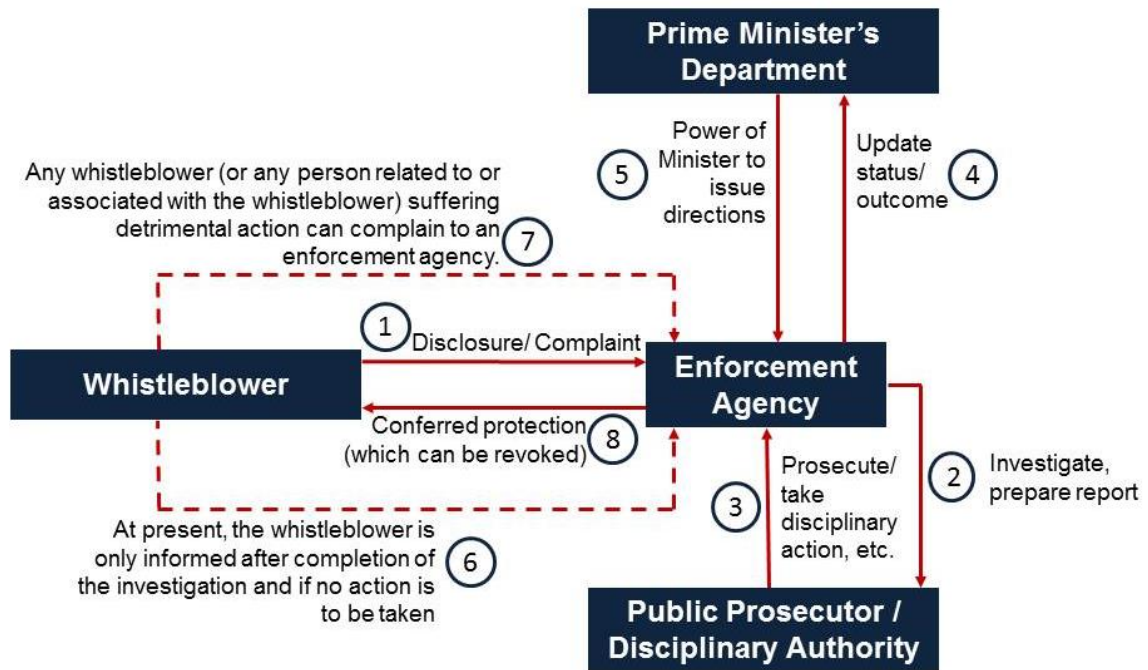 Prime Minister’s
Department
Power of
Minister to
issue
directions
5
Update
status/
outcome
4
Any whistleblower (or any person related to or
associated with the whistleblower) suffering
detrimental action can complain to an
enforcement agency.
7
1
Disclosure/ Complaint
Whistleblower
Enforcement
Agency
Conferred protection
(which can be revoked)
8
Prosecute/
take
disciplinary
action, etc.
3
2
Investigate,
prepare report
At present, the whistleblower is
only informed after completion of
the investigation and if no action is
to be taken
6
Public Prosecutor /
Disciplinary Authority